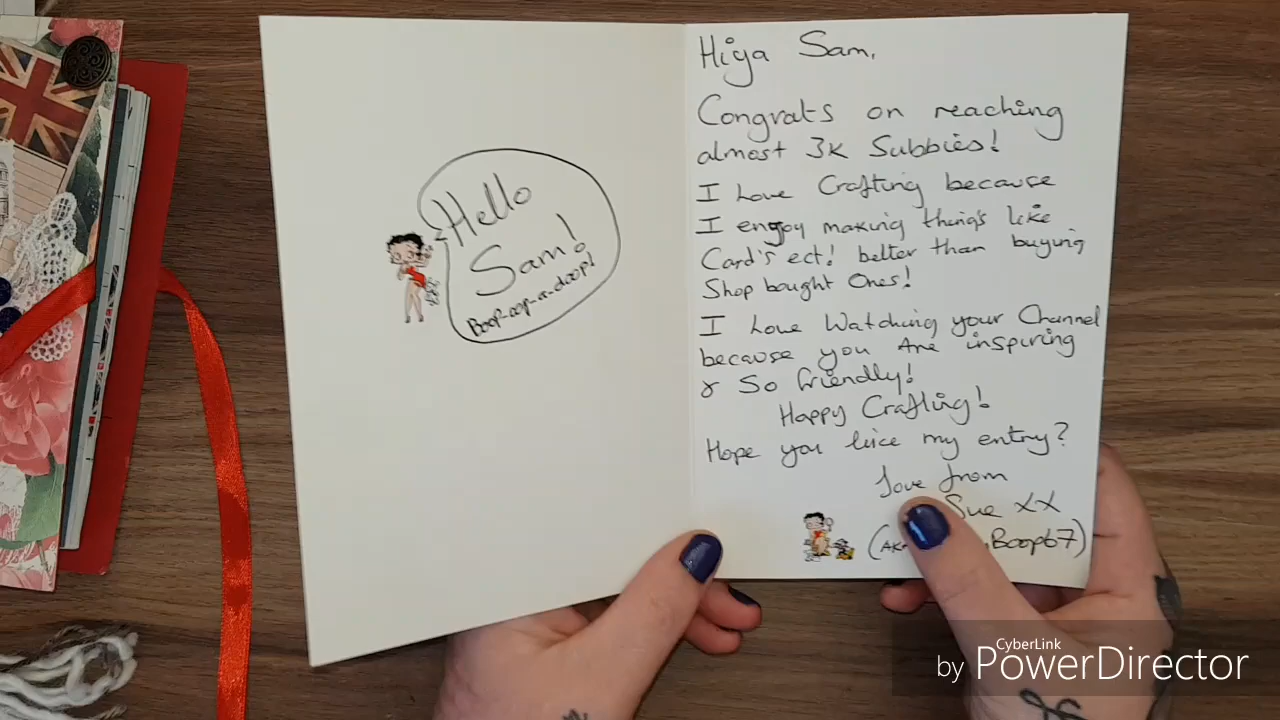 Hello
Sam!
Boop-oop-a-doop!
Hiya Sam,
Congrats on reaching
almost 3K Subbies!
I Love Crafting because
I enjoy making thing's like
Card's ect! better than buying
Shop bought Ones!
I Love Watching your Channel
because you Are inspiring
& So friendly!
Happy Crafting!
Hope you like my entry?
Love from
Sue XX
Boop67)
CyberLink
by PowerDirector